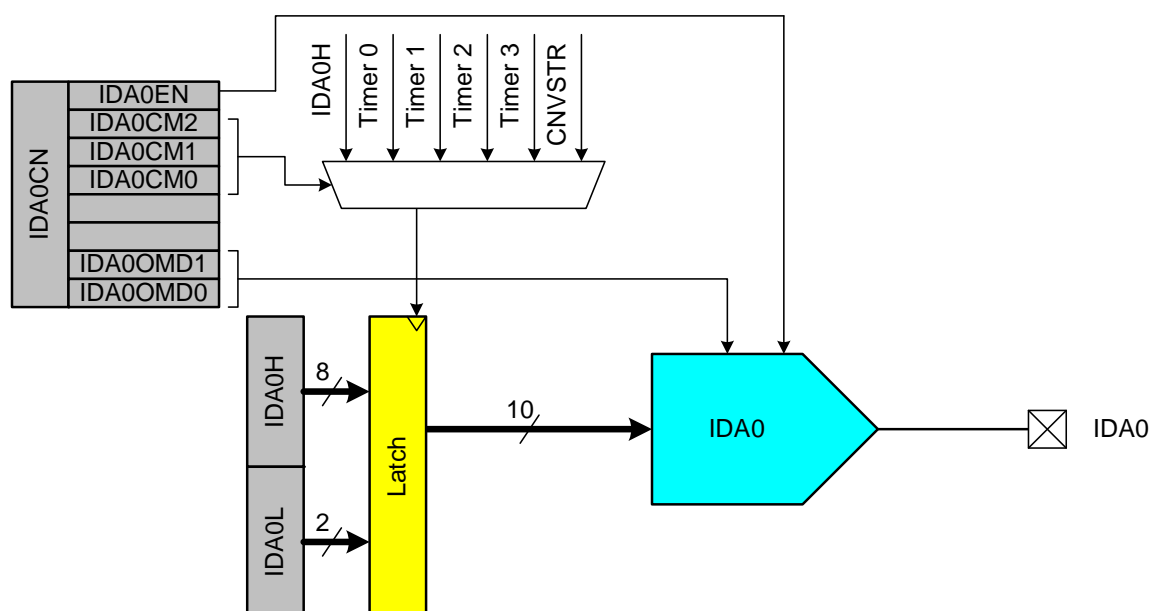 IDA0CN
IDA0EN
IDA0CM2
IDA0CM1
IDA0CM0
IDA0OMD1
IDA0OMD0
IDA0H
Timer 0
Timer 1
Timer 2
Timer 3
CNVSTR
IDA0H
8
IDA0L
2
Latch
10
IDA0
IDA0